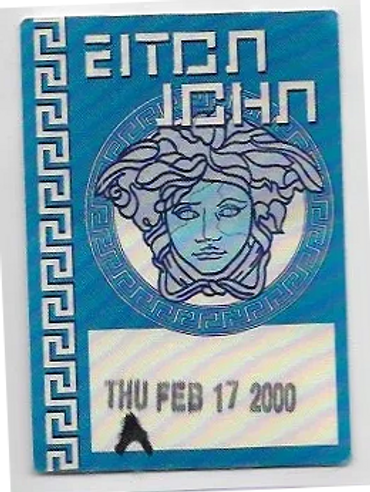 ELTON
JOHN
THU FEB 17 2000
A